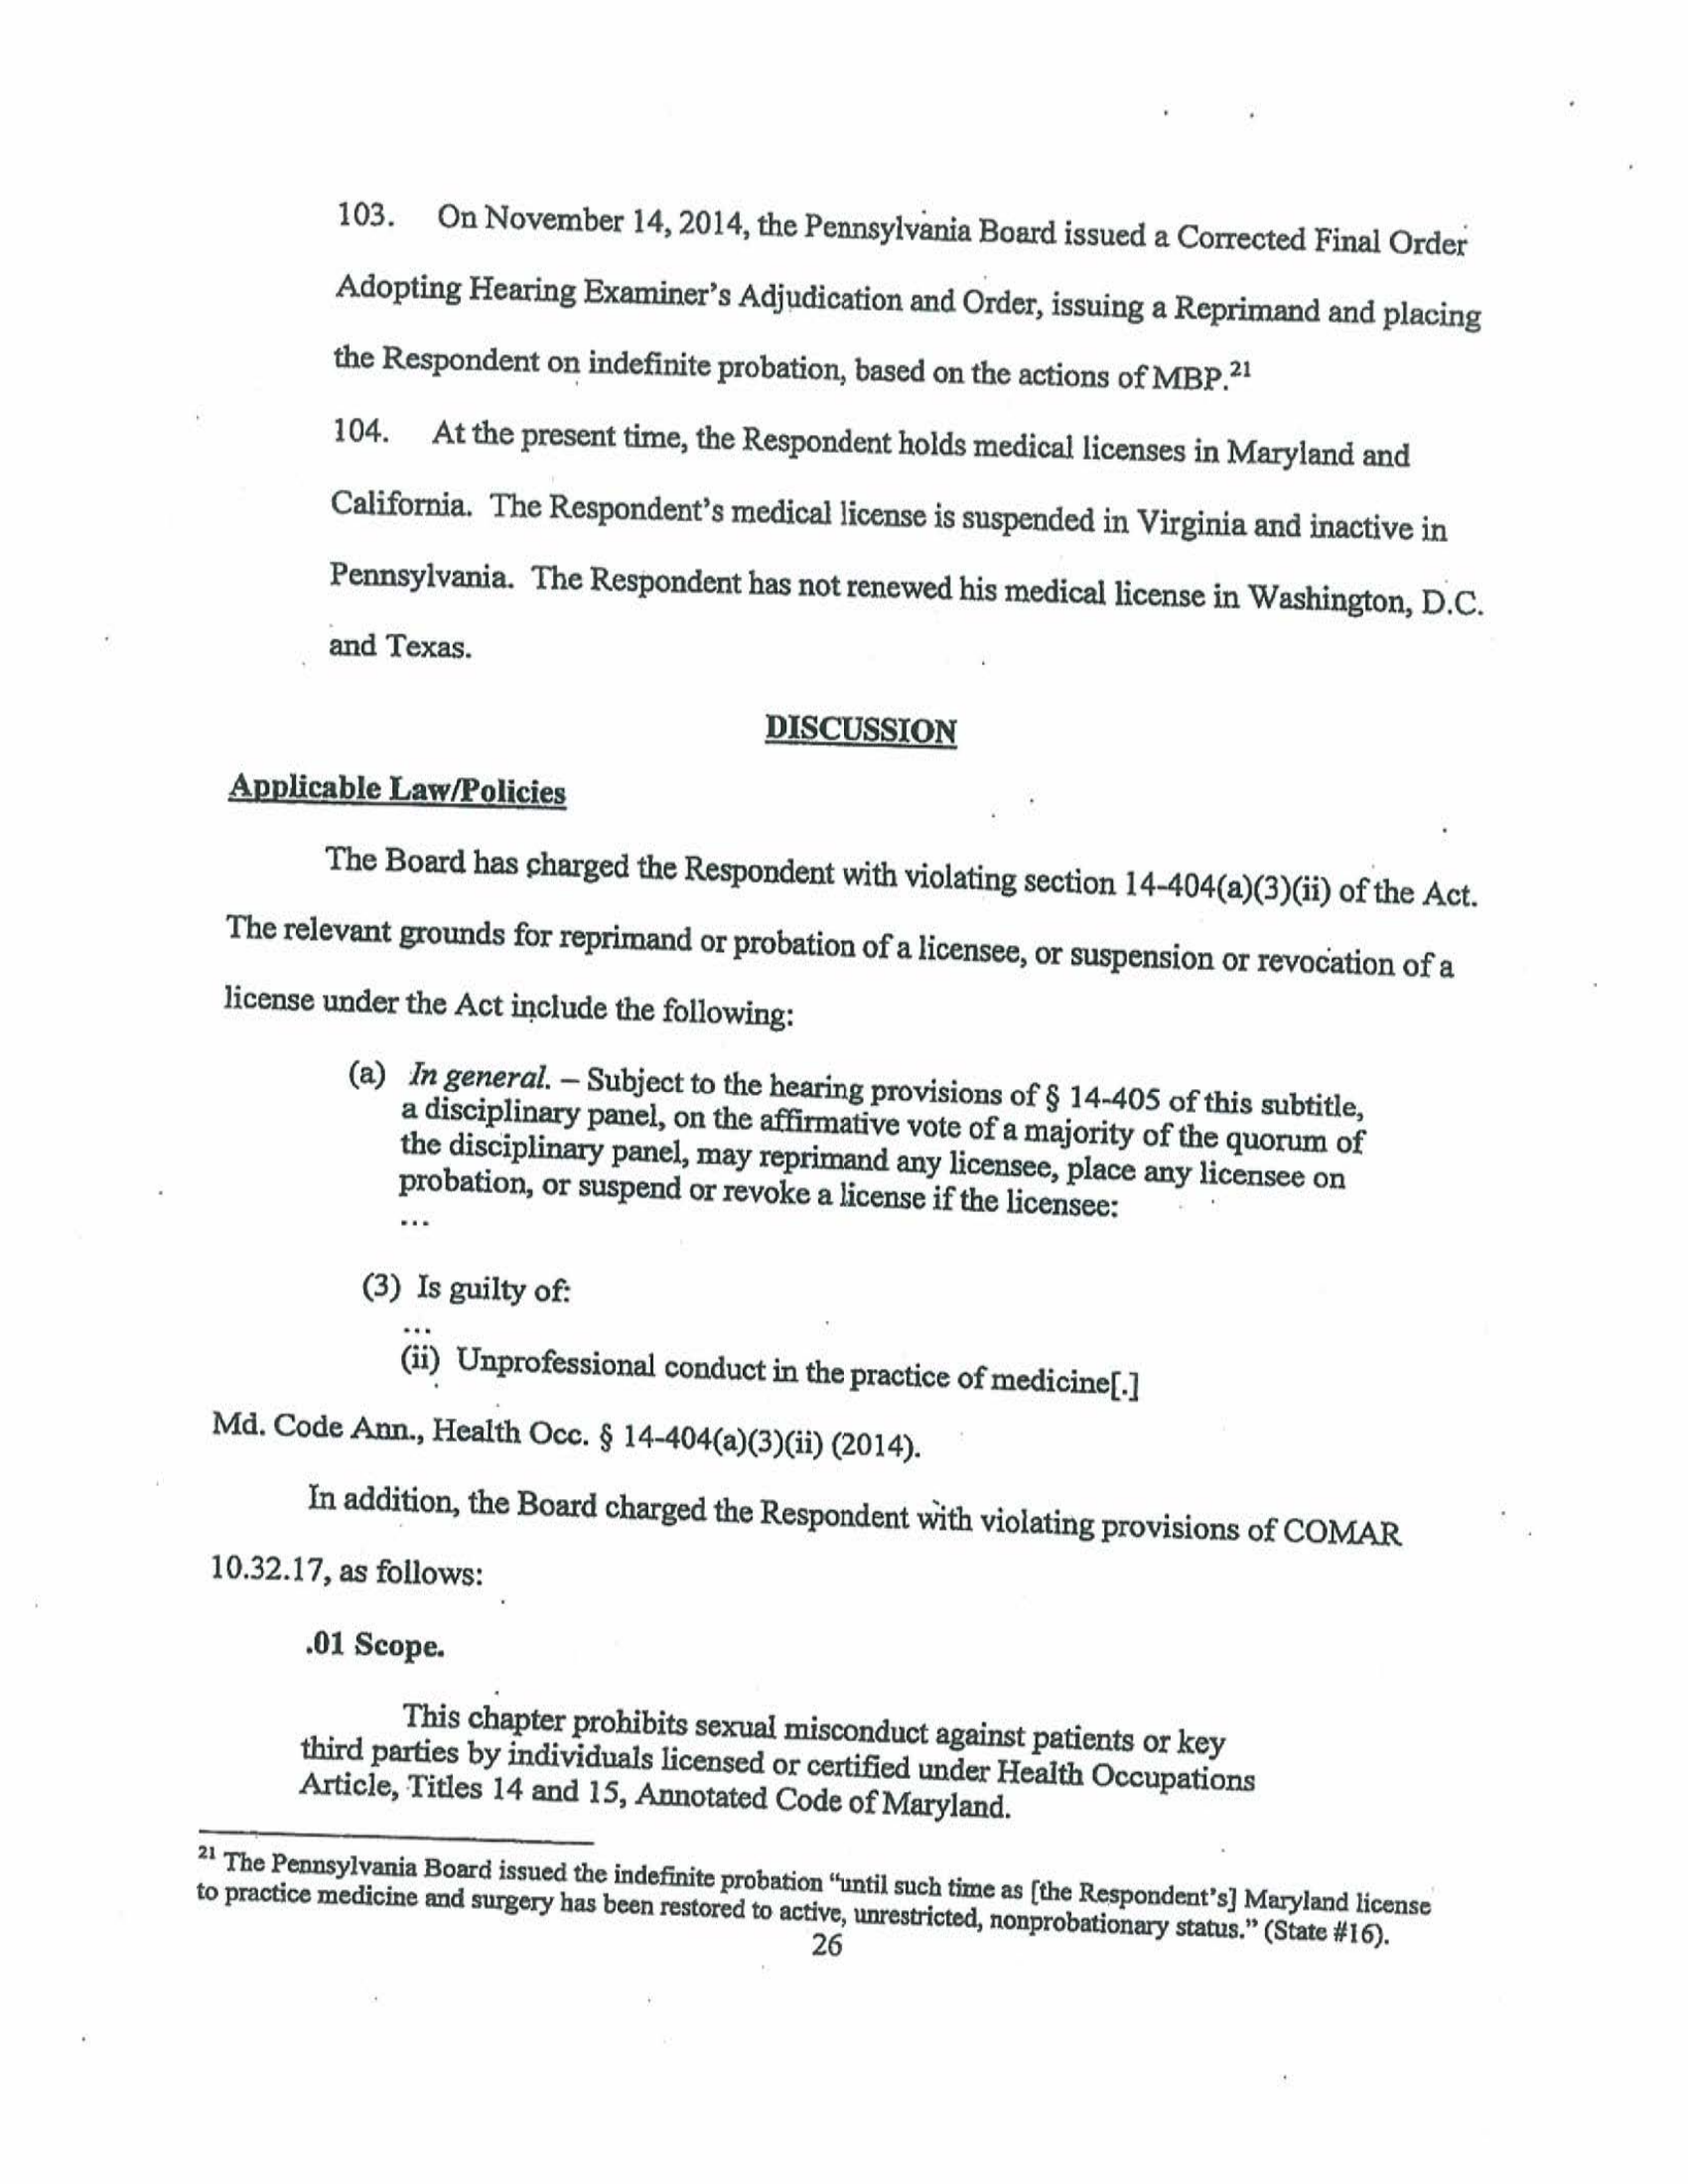 103. On November 14, 2014, the Pennsylvania Board issued a Corrected Final Order
Adopting Hearing Examiner's Adjudication and Order, issuing a Reprimand and placing
the Respondent on indefinite probation, based on the actions of MBP.21
104. At the present time, the Respondent holds medical licenses in Maryland and
California. The Respondent's medical license is suspended in Virginia and inactive in
Pennsylvania. The Respondent has not renewed his medical license in Washington, D.C.
and Texas.
DISCUSSION
Applicable Law/Policies
The Board has charged the Respondent with violating section 14-404(a)(3)(ii) of the Act.
The relevant grounds for reprimand or probation of a licensee, or suspension or revocation of a
license under the Act include the following:
(a) In general. – Subject to the hearing provisions of § 14-405 of this subtitle,
a disciplinary panel, on the affirmative vote of a majority of the quorum of
the disciplinary panel, may reprimand any licensee, place any licensee on
probation, or suspend or revoke a license if the licensee:
...
(3) Is guilty of:
...
(ii) Unprofessional conduct in the practice of medicine[.]
Md. Code Ann., Health Occ. § 14-404(a)(3)(ii) (2014).
In addition, the Board charged the Respondent with violating provisions of COMAR
10.32.17, as follows:
.01 Scope.
This chapter prohibits sexual misconduct against patients or key
third parties by individuals licensed or certified under Health Occupations
Article, Titles 14 and 15, Annotated Code of Maryland.
21 The Pennsylvania Board issued the indefinite probation "until such time as [the Respondent's] Maryland license
to practice medicine and surgery has been restored to active, unrestricted, nonprobationary status." (State #16).
26